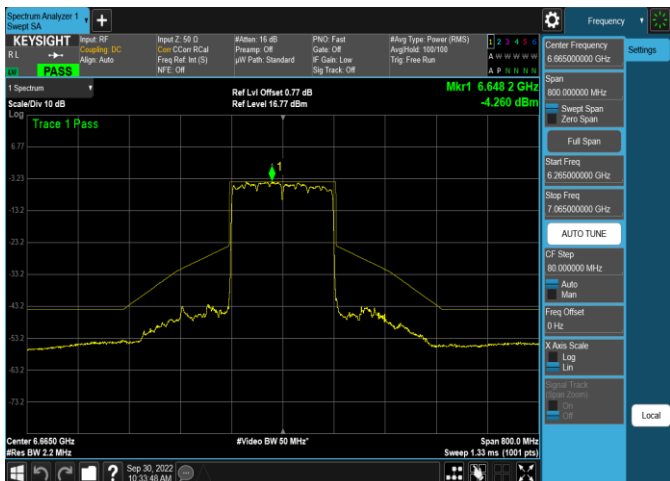 Spectrum Analyzer 1
Swept SA
Frequency
KEYSIGHT
R L
PASS
Input: RF
Coupling: DC
Align: Auto
Input Z: 50 Ω
Corr CCorr RCal
Freq Ref: Int (S)
NFE: Off
#Atten: 16 dB
Preamp: Off
µW Path: Standard
PNO: Fast
Gate: Off
IF Gain: Low
Sig Track: Off
#Avg Type: Power (RMS)
Avg|Hold: 100/100
Trig: Free Run
1 2 3 4 5 6
A W W W W W
A P N N N N
1 Spectrum
Scale/Div 10 dB
Log
Ref Lvl Offset 0.77 dB
Ref Level 16.77 dBm
Mkr1 6.648 2 GHz
-4.260 dBm
Trace 1 Pass
1
6.77
-3.23
-13.2
-23.2
-33.2
-43.2
-53.2
-63.2
-73.2
Center 6.6650 GHz
#Res BW 2.2 MHz
#Video BW 50 MHz*
Span 800.0 MHz
Sweep 1.33 ms (1001 pts)
Sep 30, 2022
10:33:48 AM
Center Frequency
6.665000000 GHz
Span
800.000000 MHz
Swept Span
Zero Span
Full Span
Start Freq
6.265000000 GHz
Stop Freq
7.065000000 GHz
AUTO TUNE
CF Step
80.000000 MHz
Auto
Man
Freq Offset
0 Hz
X Axis Scale
Log
Lin
Signal Track
(Span Zoom)
On
Off
Settings
Local